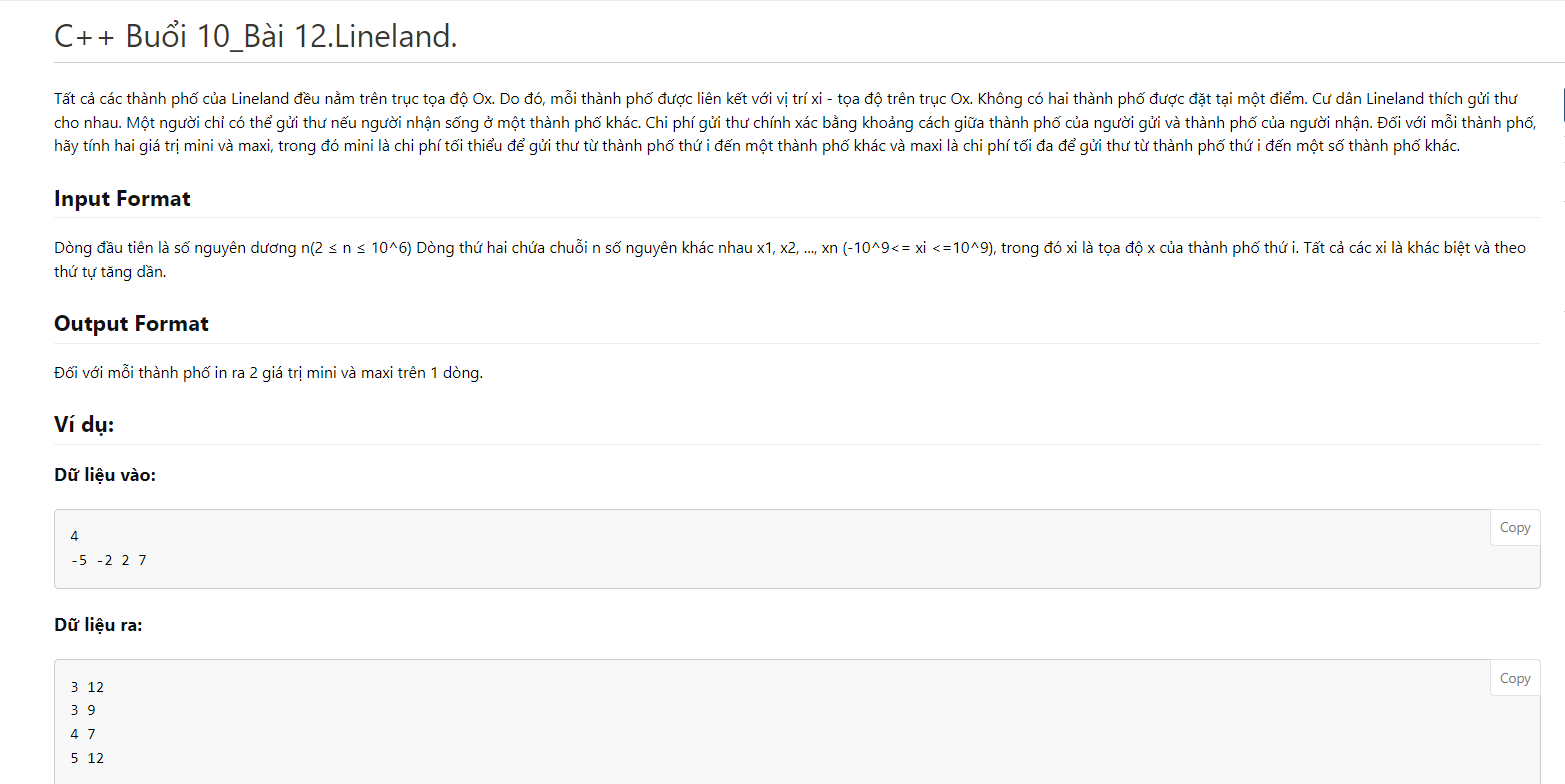 C++ Buổi 10_Bài 12.Lineland.
Tất cả các thành phố của Lineland đều nằm trên trục tọa độ Ox. Do đó, mỗi thành phố được liên kết với vị trí xi - tọa độ trên trục Ox. Không có hai thành phố được đặt tại một điểm. Cư dân Lineland thích gửi thư
cho nhau. Một người chỉ có thể gửi thư nếu người nhận sống ở một thành phố khác. Chi phí gửi thư chính xác bằng khoảng cách giữa thành phố của người gửi và thành phố của người nhận. Đối với mỗi thành phố,
hãy tính hai giá trị mini và maxi, trong đó mini là chi phí tối thiểu để gửi thư từ thành phố thứ i đến một thành phố khác và maxi là chi phí tối đa để gửi thư từ thành phố thứ i đến một số thành phố khác.
Input Format
Dòng đầu tiên là số nguyên dương n(2 ≤ n ≤ 10^6) Dòng thứ hai chứa chuỗi n số nguyên khác nhau x1, x2, ..., xn (-10^9<= xi <=10^9), trong đó xi là tọa độ x của thành phố thứ i. Tất cả các xi là khác biệt và theo
thứ tự tăng dần.
Output Format
Đối với mỗi thành phố in ra 2 giá trị mini và maxi trên 1 dòng.
Ví dụ:
Dữ liệu vào:
Copy
4
-5 -2 2 7
Dữ liệu ra:
Copy
3 12
3 9
4 7
5 12